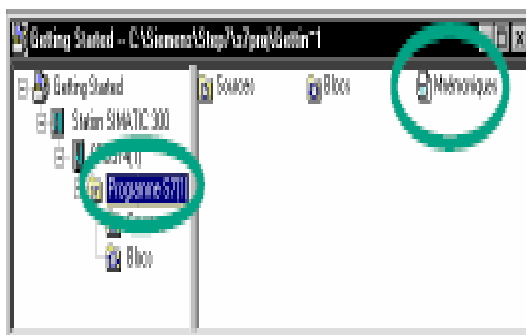 Getting Started -- C:\Siemens\Step7\s7proj\Gettin~1
Getting Started
Station SIMATIC 300
Programme S7(1)
Blocs
Sources
Blocs
Mnémoniques